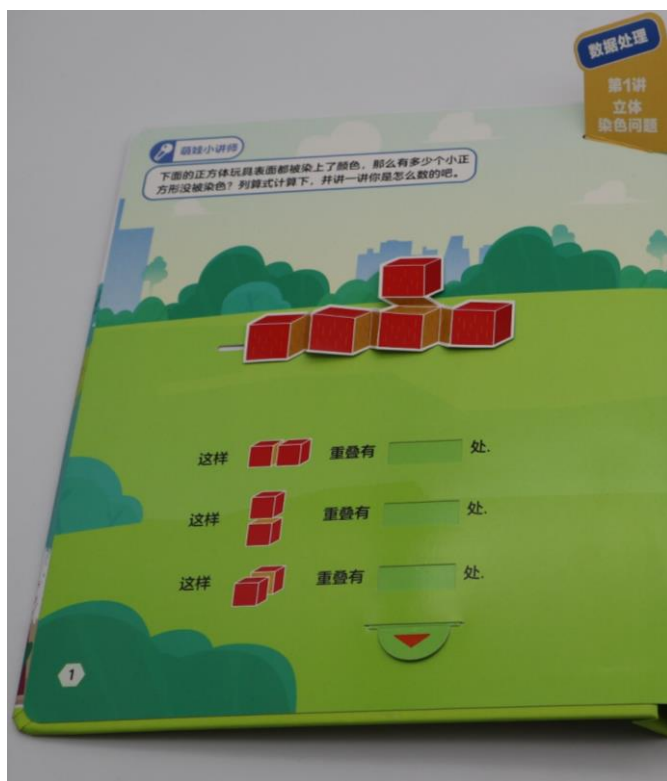 数据处理
第1讲
立体
染色问题
萌娃小讲师
下面的正方体玩具表面都被染上了颜色，那么有多少个小正
方形没被染色？列算式计算下，并讲一讲你是怎么数的吧。
这样 重叠有 处.
这样 重叠有 处.
这样 重叠有 处.
1